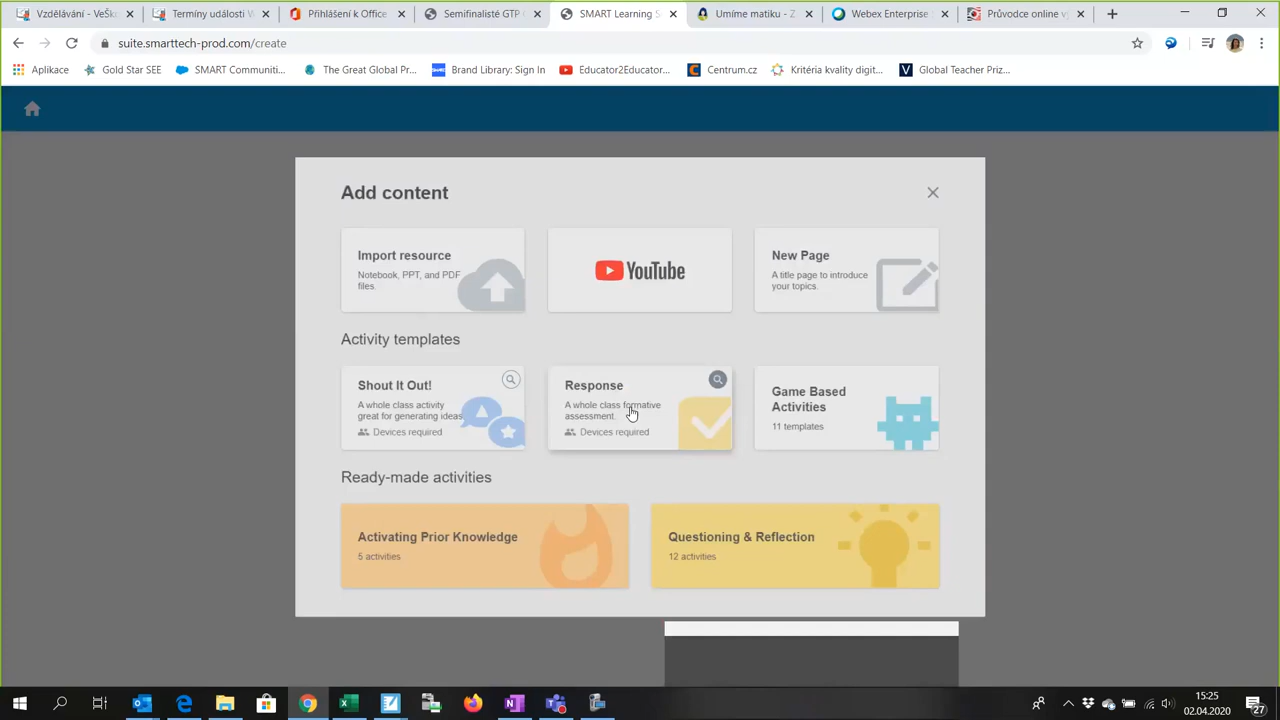 Vzdělávání - VeŠko
Termíny události W
Přihlášení k Office
Semifinalisté GTP C
SMART Learning S
Umíme matiku - Z
Webex Enterprise
Průvodce online vý
suite.smarttech-prod.com/create
Aplikace
Gold Star SEE
SMART Communiti...
The Great Global Pr...
Brand Library: Sign In
Educator2Educator...
Centrum.cz
Kritéria kvality digit...
Global Teacher Priz...
Add content
Import resource
Notebook, PPT, and PDF
files.
YouTube
New Page
A title page to introduce
your topics.
Activity templates
Shout It Out!
A whole class activity
great for generating ideas
Devices required
Response
A whole class formative
assessment.
Devices required
Game Based
Activities
11 templates
Ready-made activities
Activating Prior Knowledge
5 activities
Questioning & Reflection
12 activities
15:25
02.04.2020
27